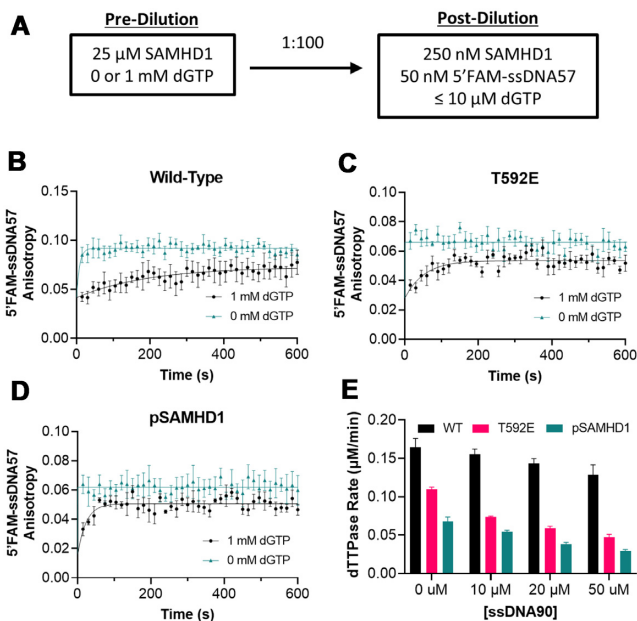 A
Pre-Dilution
25 µM SAMHD1
0 or 1 mM dGTP
1:100
Post-Dilution
250 nM SAMHD1
50 nM 5'FAM-ssDNA57
≤ 10 µM dGTP
B
Wild-Type
5'FAM-ssDNA57
Anisotropy
0.15
0.10
0.05
0.00
1 mM dGTP
0 mM dGTP
0
200
400
600
Time (s)
C
T592E
5'FAM-ssDNA57
Anisotropy
0.10
0.08
0.06
0.04
0.02
0.00
1 mM dGTP
0 mM dGTP
0
200
400
600
Time (s)
D
pSAMHD1
5'FAM-ssDNA57
Anisotropy
0.10
0.08
0.06
0.04
0.02
0.00
1 mM dGTP
0 mM dGTP
0
200
400
600
Time (s)
E
WT T592E pSAMHD1
dTTPase Rate (µM/min)
0.20
0.15
0.10
0.05
0.00
0 uM
10 µM
20 µM
50 uM
[ssDNA90]